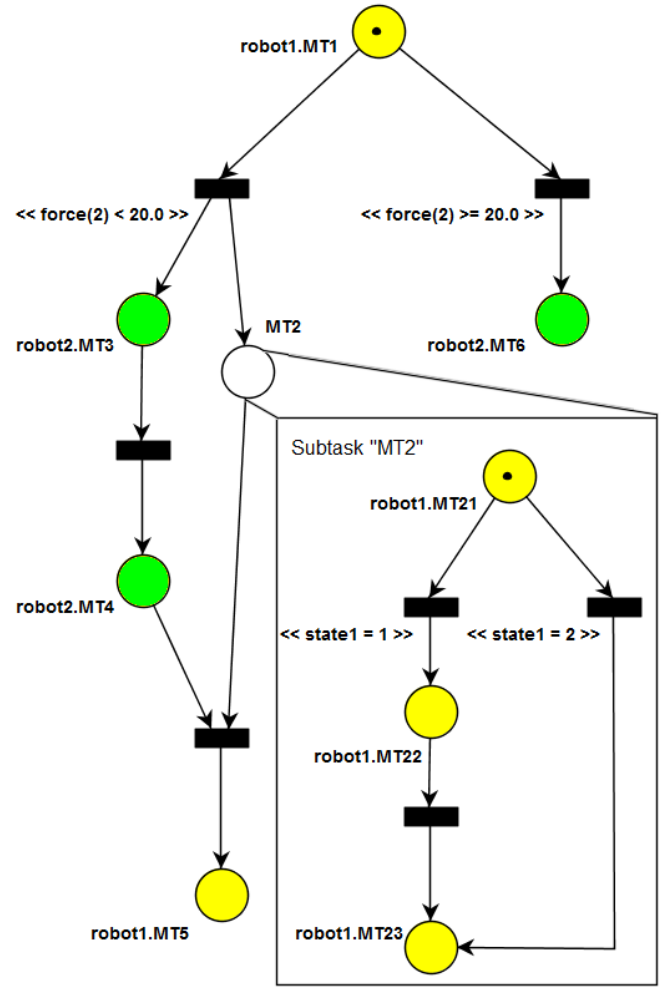 robot1.MT1
<< force(2) < 20.0 >>
<< force(2) >= 20.0 >>
MT2
robot2.MT3
robot2.MT6
Subtask "MT2"
robot1.MT21
robot2.MT4
<< state1 = 1 >>
<< state1 = 2 >>
robot1.MT22
robot1.MT5
robot1.MT23